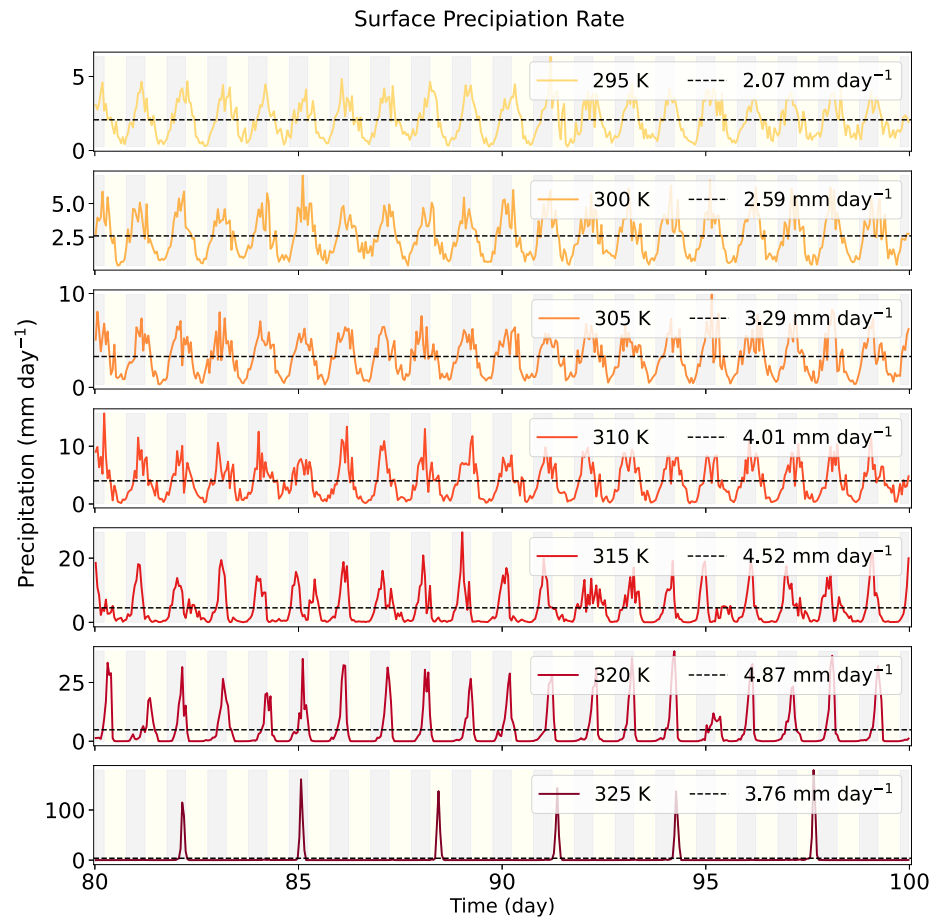 Surface Precipiation Rate
Precipitation (mm day⁻¹)
5
0
295 K 2.07 mm day⁻¹
5.0
2.5
300 K 2.59 mm day⁻¹
10
0
305 K 3.29 mm day⁻¹
10
0
310 K 4.01 mm day⁻¹
20
0
315 K 4.52 mm day⁻¹
25
0
320 K 4.87 mm day⁻¹
100
0
325 K 3.76 mm day⁻¹
80 85 90 95 100
Time (day)